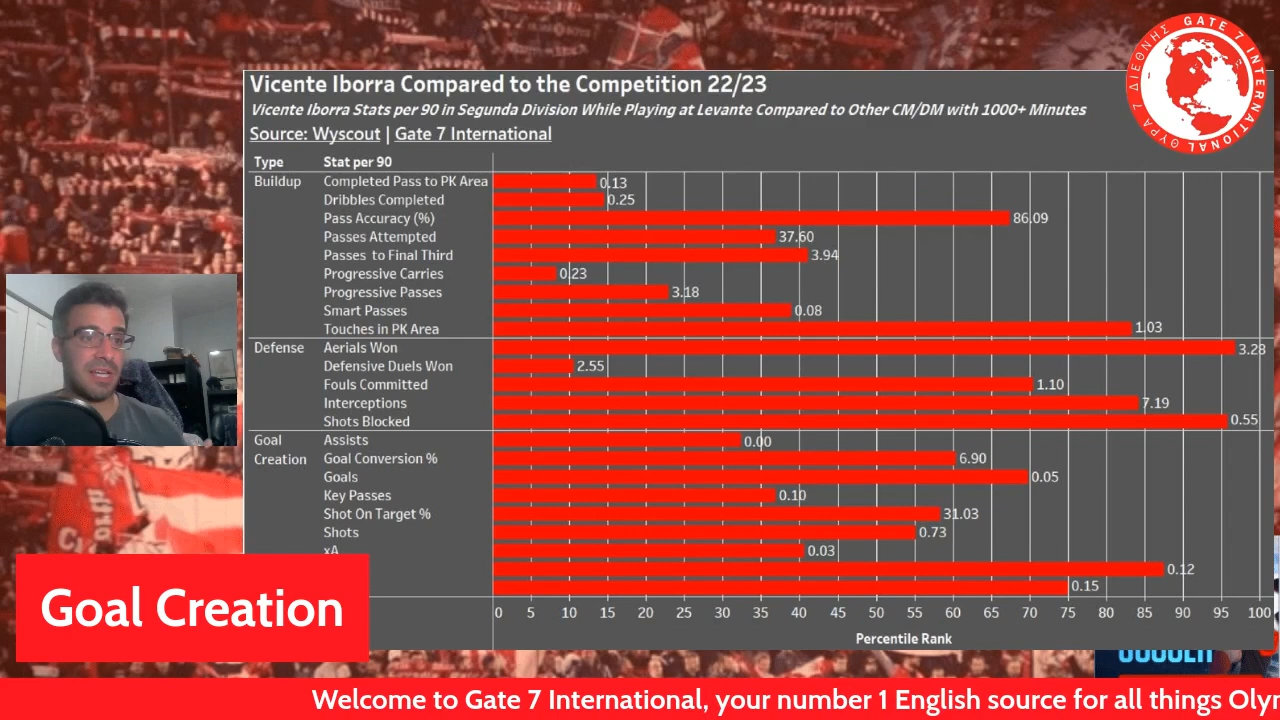 Vicente Iborra Compared to the Competition 22/23
Vicente Iborra Stats per 90 in Segunda Division While Playing at Levante Compared to Other CM/DM with 1000+ Minutes
Source: Wyscout | Gate 7 International
GATE 7 INTERNATIONAL
ΘΥΡΑ 7 ΔΙΕΘΝΗΣ
Type Stat per 90
Buildup Completed Pass to PK Area 0.13
Dribbles Completed 0.25
Pass Accuracy (%) 86.09
Passes Attempted 37.60
Passes to Final Third 3.94
Progressive Carries 0.23
Progressive Passes 3.18
Smart Passes 0.08
Touches in PK Area 1.03
Defense Aerials Won 3.28
Defensive Duels Won 2.55
Fouls Committed 1.10
Interceptions 7.19
Shots Blocked 0.55
Goal Assists 0.00
Creation Goal Conversion % 6.90
Goals 0.05
Key Passes 0.10
Shot On Target % 31.03
Shots 0.73
xA 0.03
0.12
0.15
0 5 10 15 20 25 30 35 40 45 50 55 60 65 70 75 80 85 90 95 100
Percentile Rank
Goal Creation
Welcome to Gate 7 International, your number 1 English source for all things Olyr